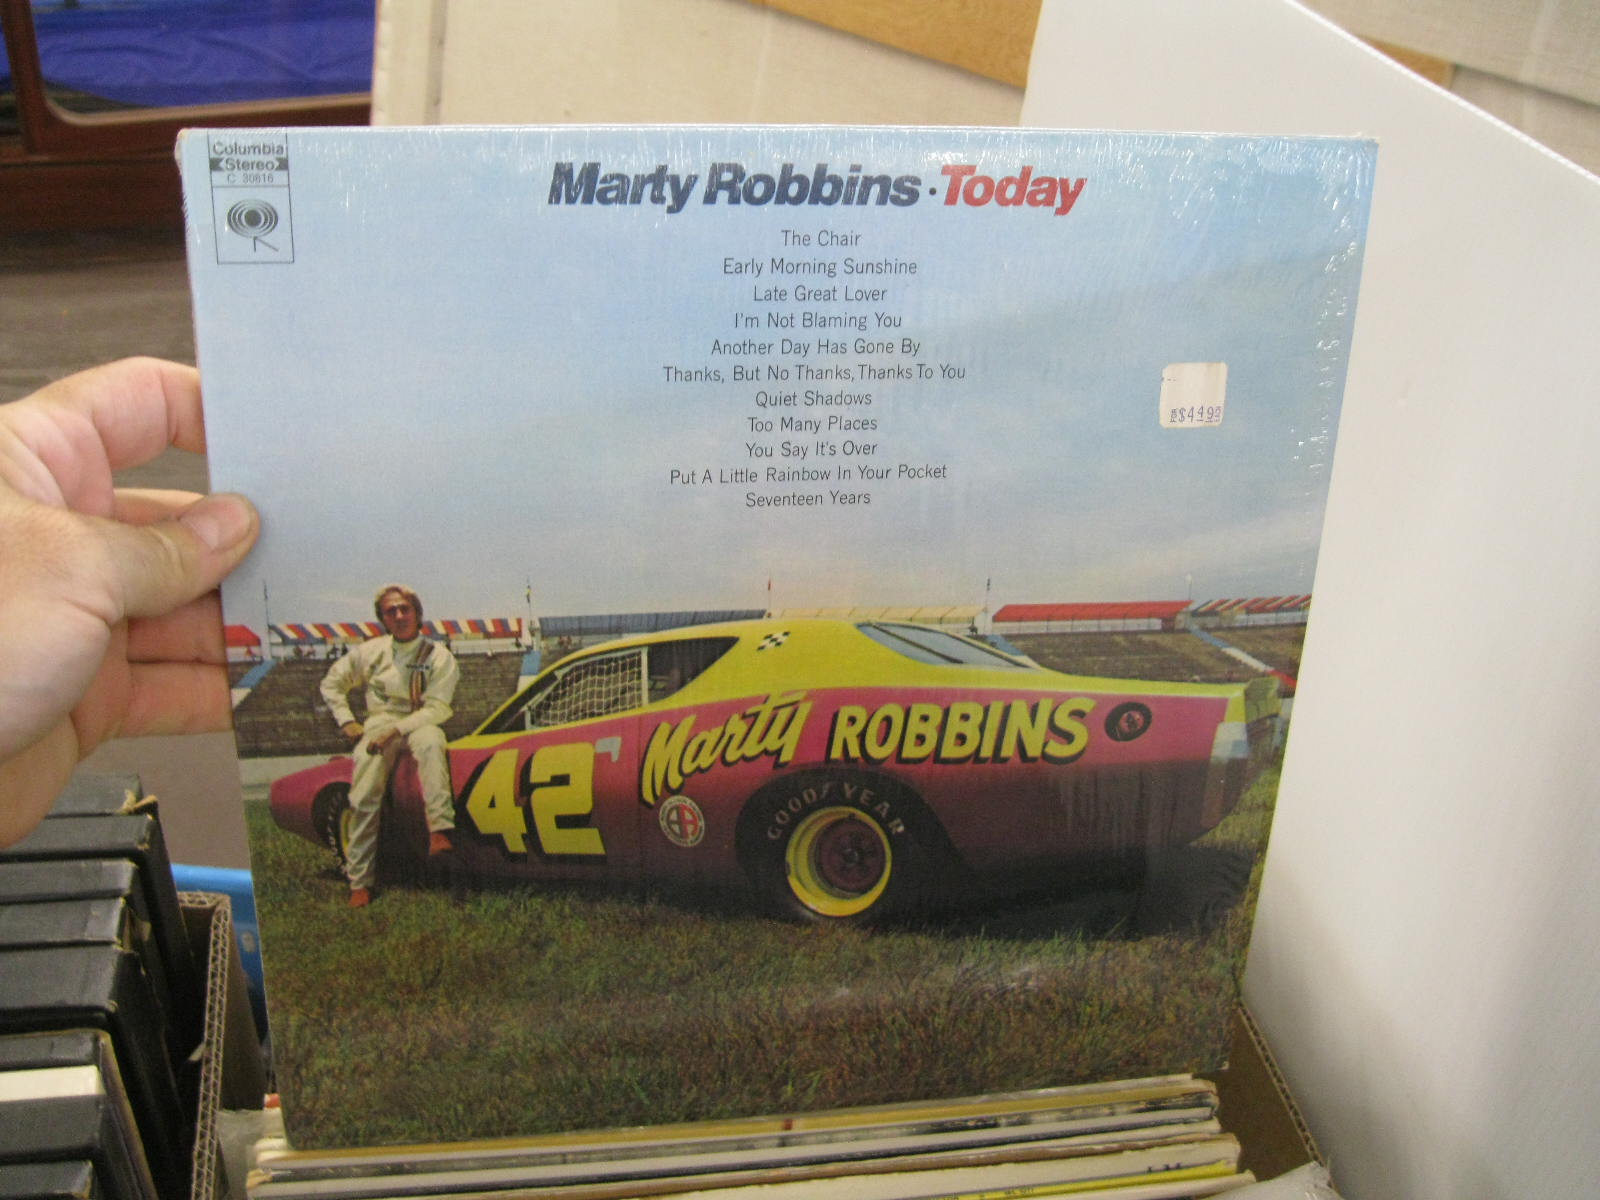 Columbia
Stereo
C 30816
Marty Robbins · Today
The Chair
Early Morning Sunshine
Late Great Lover
I'm Not Blaming You
Another Day Has Gone By
Thanks, But No Thanks, Thanks To You
Quiet Shadows
Too Many Places
You Say It's Over
Put A Little Rainbow In Your Pocket
Seventeen Years
$4499
Marty ROBBINS
42
GOODYEAR